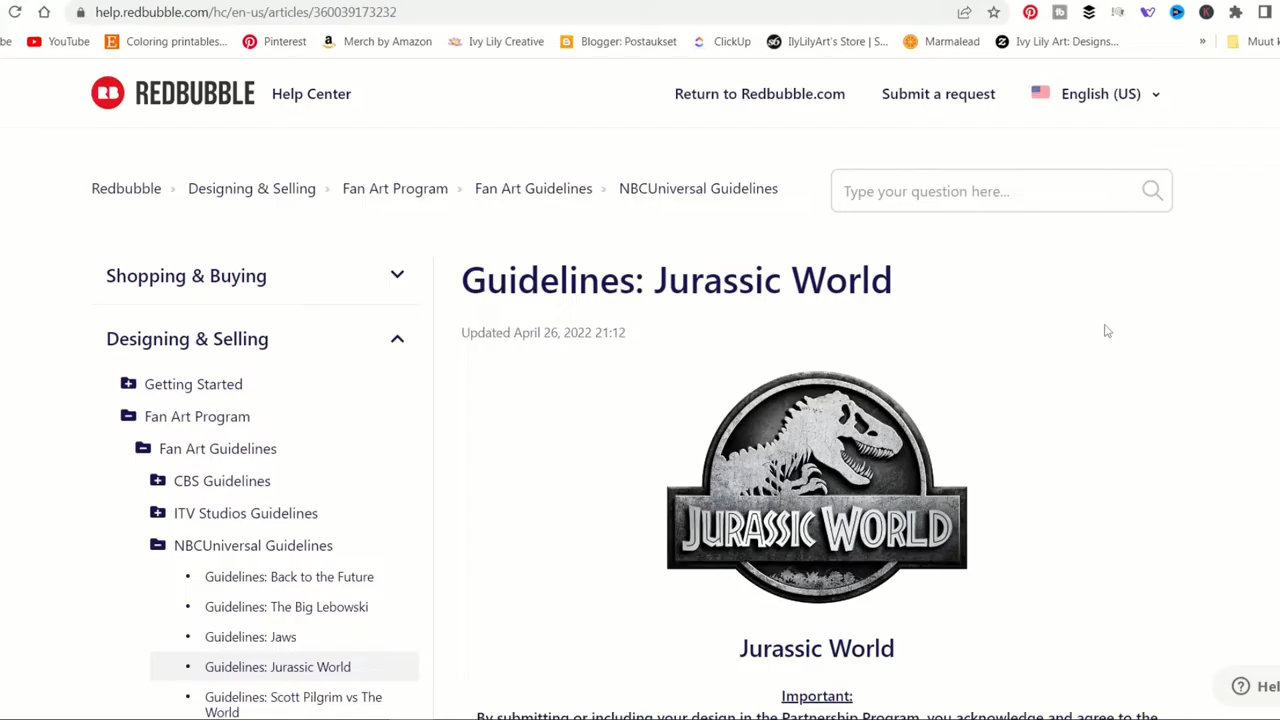 help.redbubble.com/hc/en-us/articles/360039173232
be YouTube Coloring printables... Pinterest Merch by Amazon Ivy Lily Creative Blogger: Postaukset ClickUp IlyLilyArt's Store | S... Marmalead Ivy Lily Art: Designs... » Muut k
RB REDBUBBLE Help Center Return to Redbubble.com Submit a request English (US)
Redbubble > Designing & Selling > Fan Art Program > Fan Art Guidelines > NBCUniversal Guidelines Type your question here...
Shopping & Buying
Designing & Selling
Getting Started
Fan Art Program
Fan Art Guidelines
CBS Guidelines
ITV Studios Guidelines
NBCUniversal Guidelines
• Guidelines: Back to the Future
• Guidelines: The Big Lebowski
• Guidelines: Jaws
• Guidelines: Jurassic World
• Guidelines: Scott Pilgrim vs The
World
Guidelines: Jurassic World
Updated April 26, 2022 21:12
JURASSIC WORLD
Jurassic World
Important:
By submitting or including your design in the Partnership Program, you acknowledge and agree to the
Hel